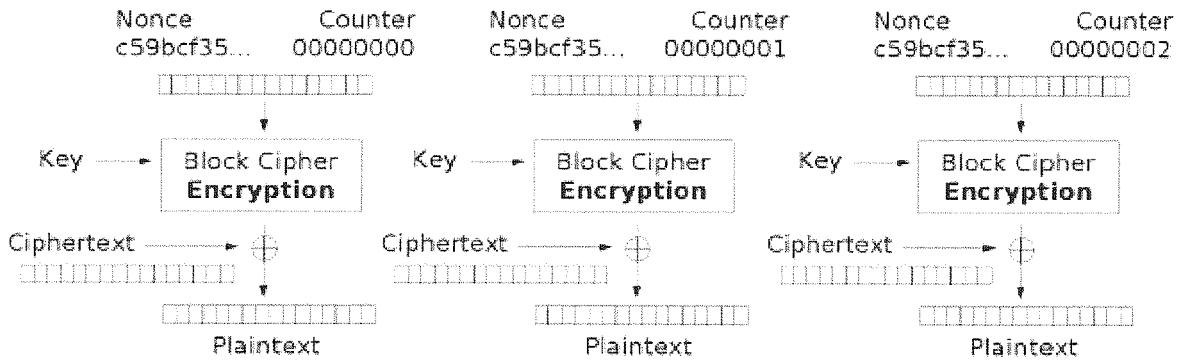 Nonce Counter Nonce Counter Nonce Counter
c59bcf35... 00000000 c59bcf35... 00000001 c59bcf35... 00000002
Key Block Cipher Key Block Cipher Key Block Cipher
Encryption Encryption Encryption
Ciphertext Ciphertext Ciphertext
Plaintext Plaintext Plaintext